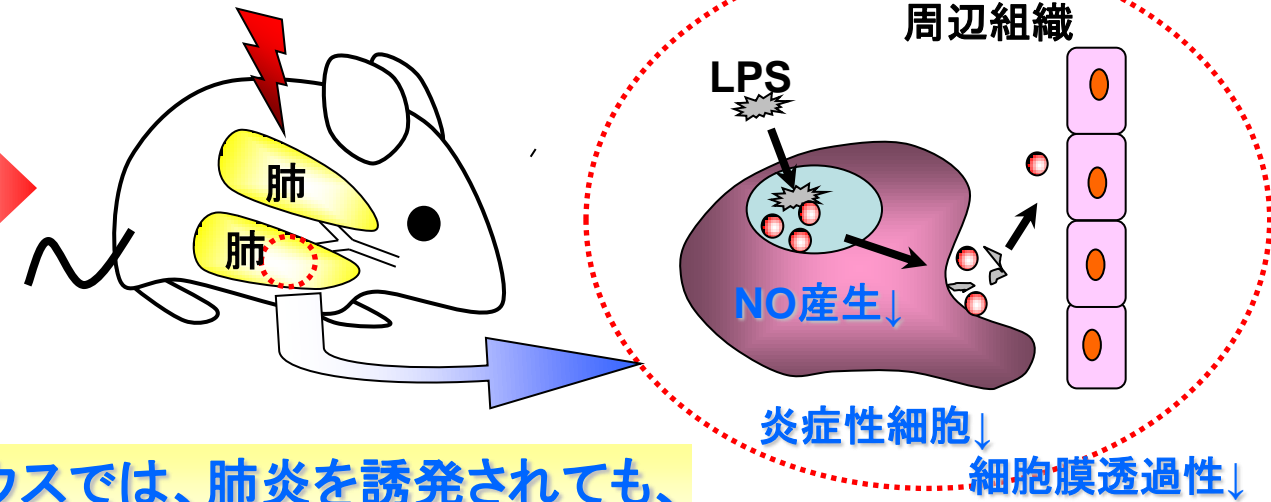 周辺組織
LPS
肺
肺
NO産生↓
炎症性細胞↓
細胞膜透過性↓
ウスでは、肺炎を誘発されても、